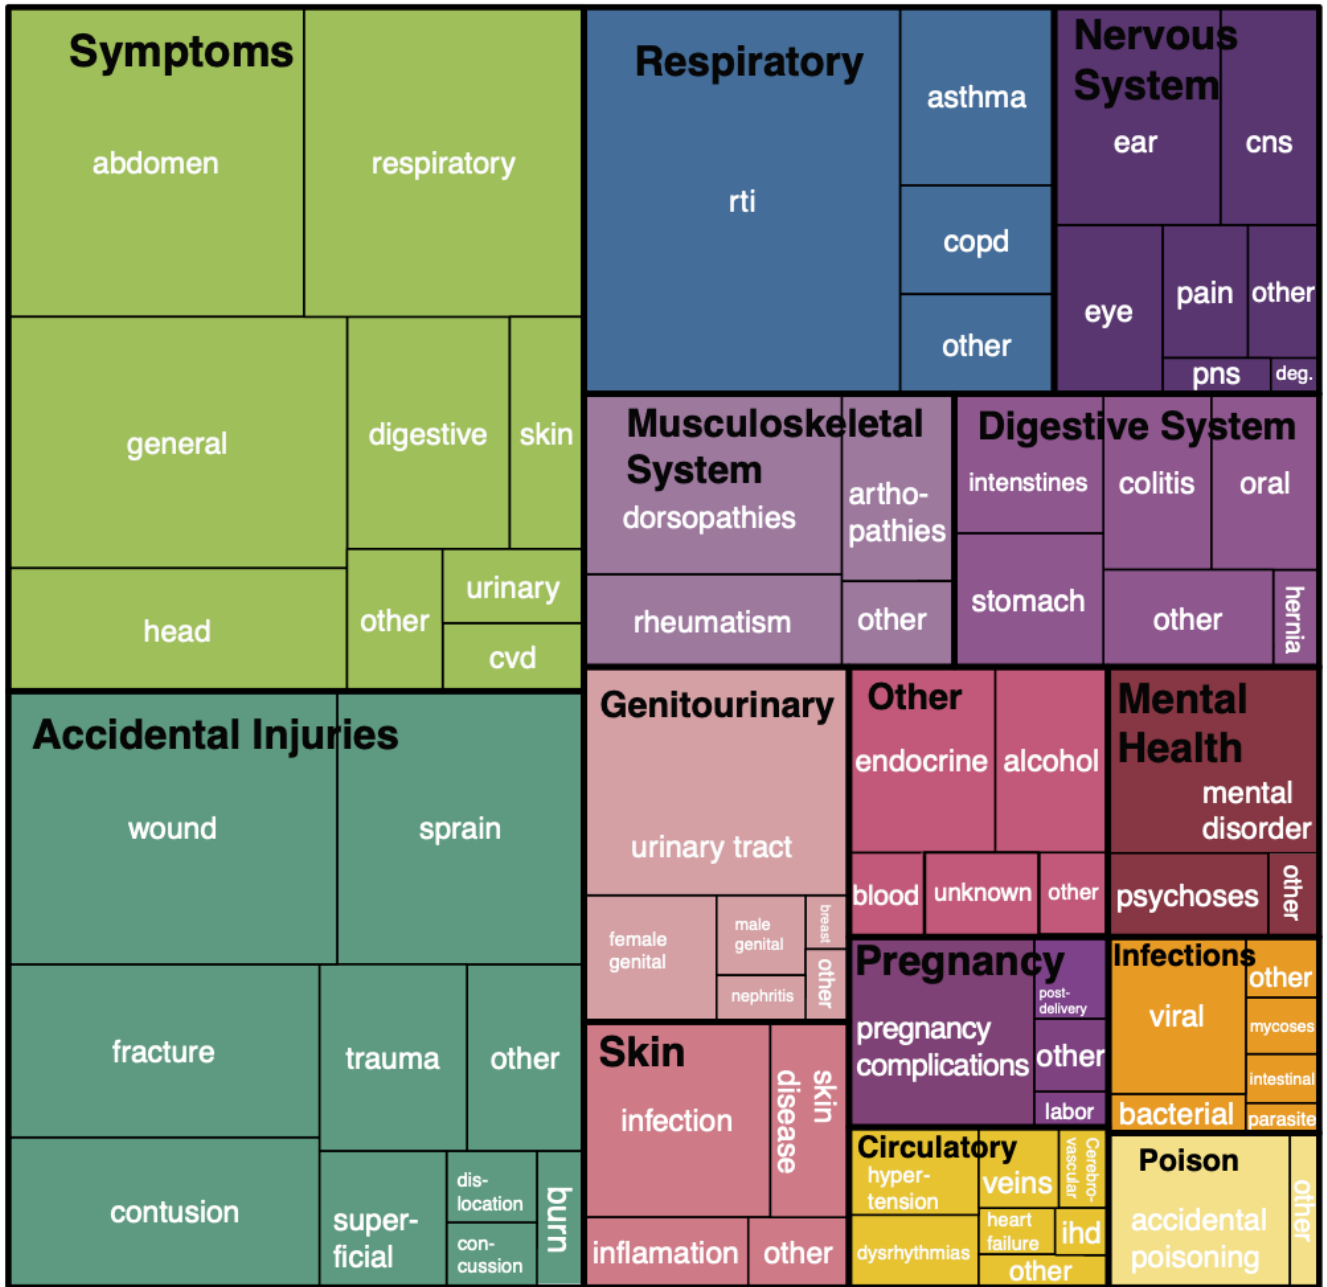 Symptoms
abdomen
respiratory
general
digestive
skin
head
other
urinary
cvd
Accidental Injuries
wound
sprain
fracture
trauma
other
contusion
super-
ficial
dis-
location
con-
cussion
burn
Respiratory
rti
asthma
copd
other
Nervous
System
ear
cns
eye
pain
other
pns
deg.
Musculoskeletal
System
dorsopathies
artho-
pathies
rheumatism
other
Digestive System
intenstines
colitis
oral
stomach
other
hernia
Genitourinary
urinary tract
female
genital
male
genital
breast
nephritis
other
Other
endocrine
alcohol
blood
unknown
other
Mental
Health
mental
disorder
psychoses
other
Skin
infection
skin
disease
inflamation
other
Pregnancy
pregnancy
complications
post-
delivery
other
labor
Infections
viral
other
mycoses
intestinal
bacterial
parasite
Circulatory
hyper-
tension
veins
Cerebro-
vascular
dysrhythmias
heart
failure
ihd
other
Poison
accidental
poisoning
other